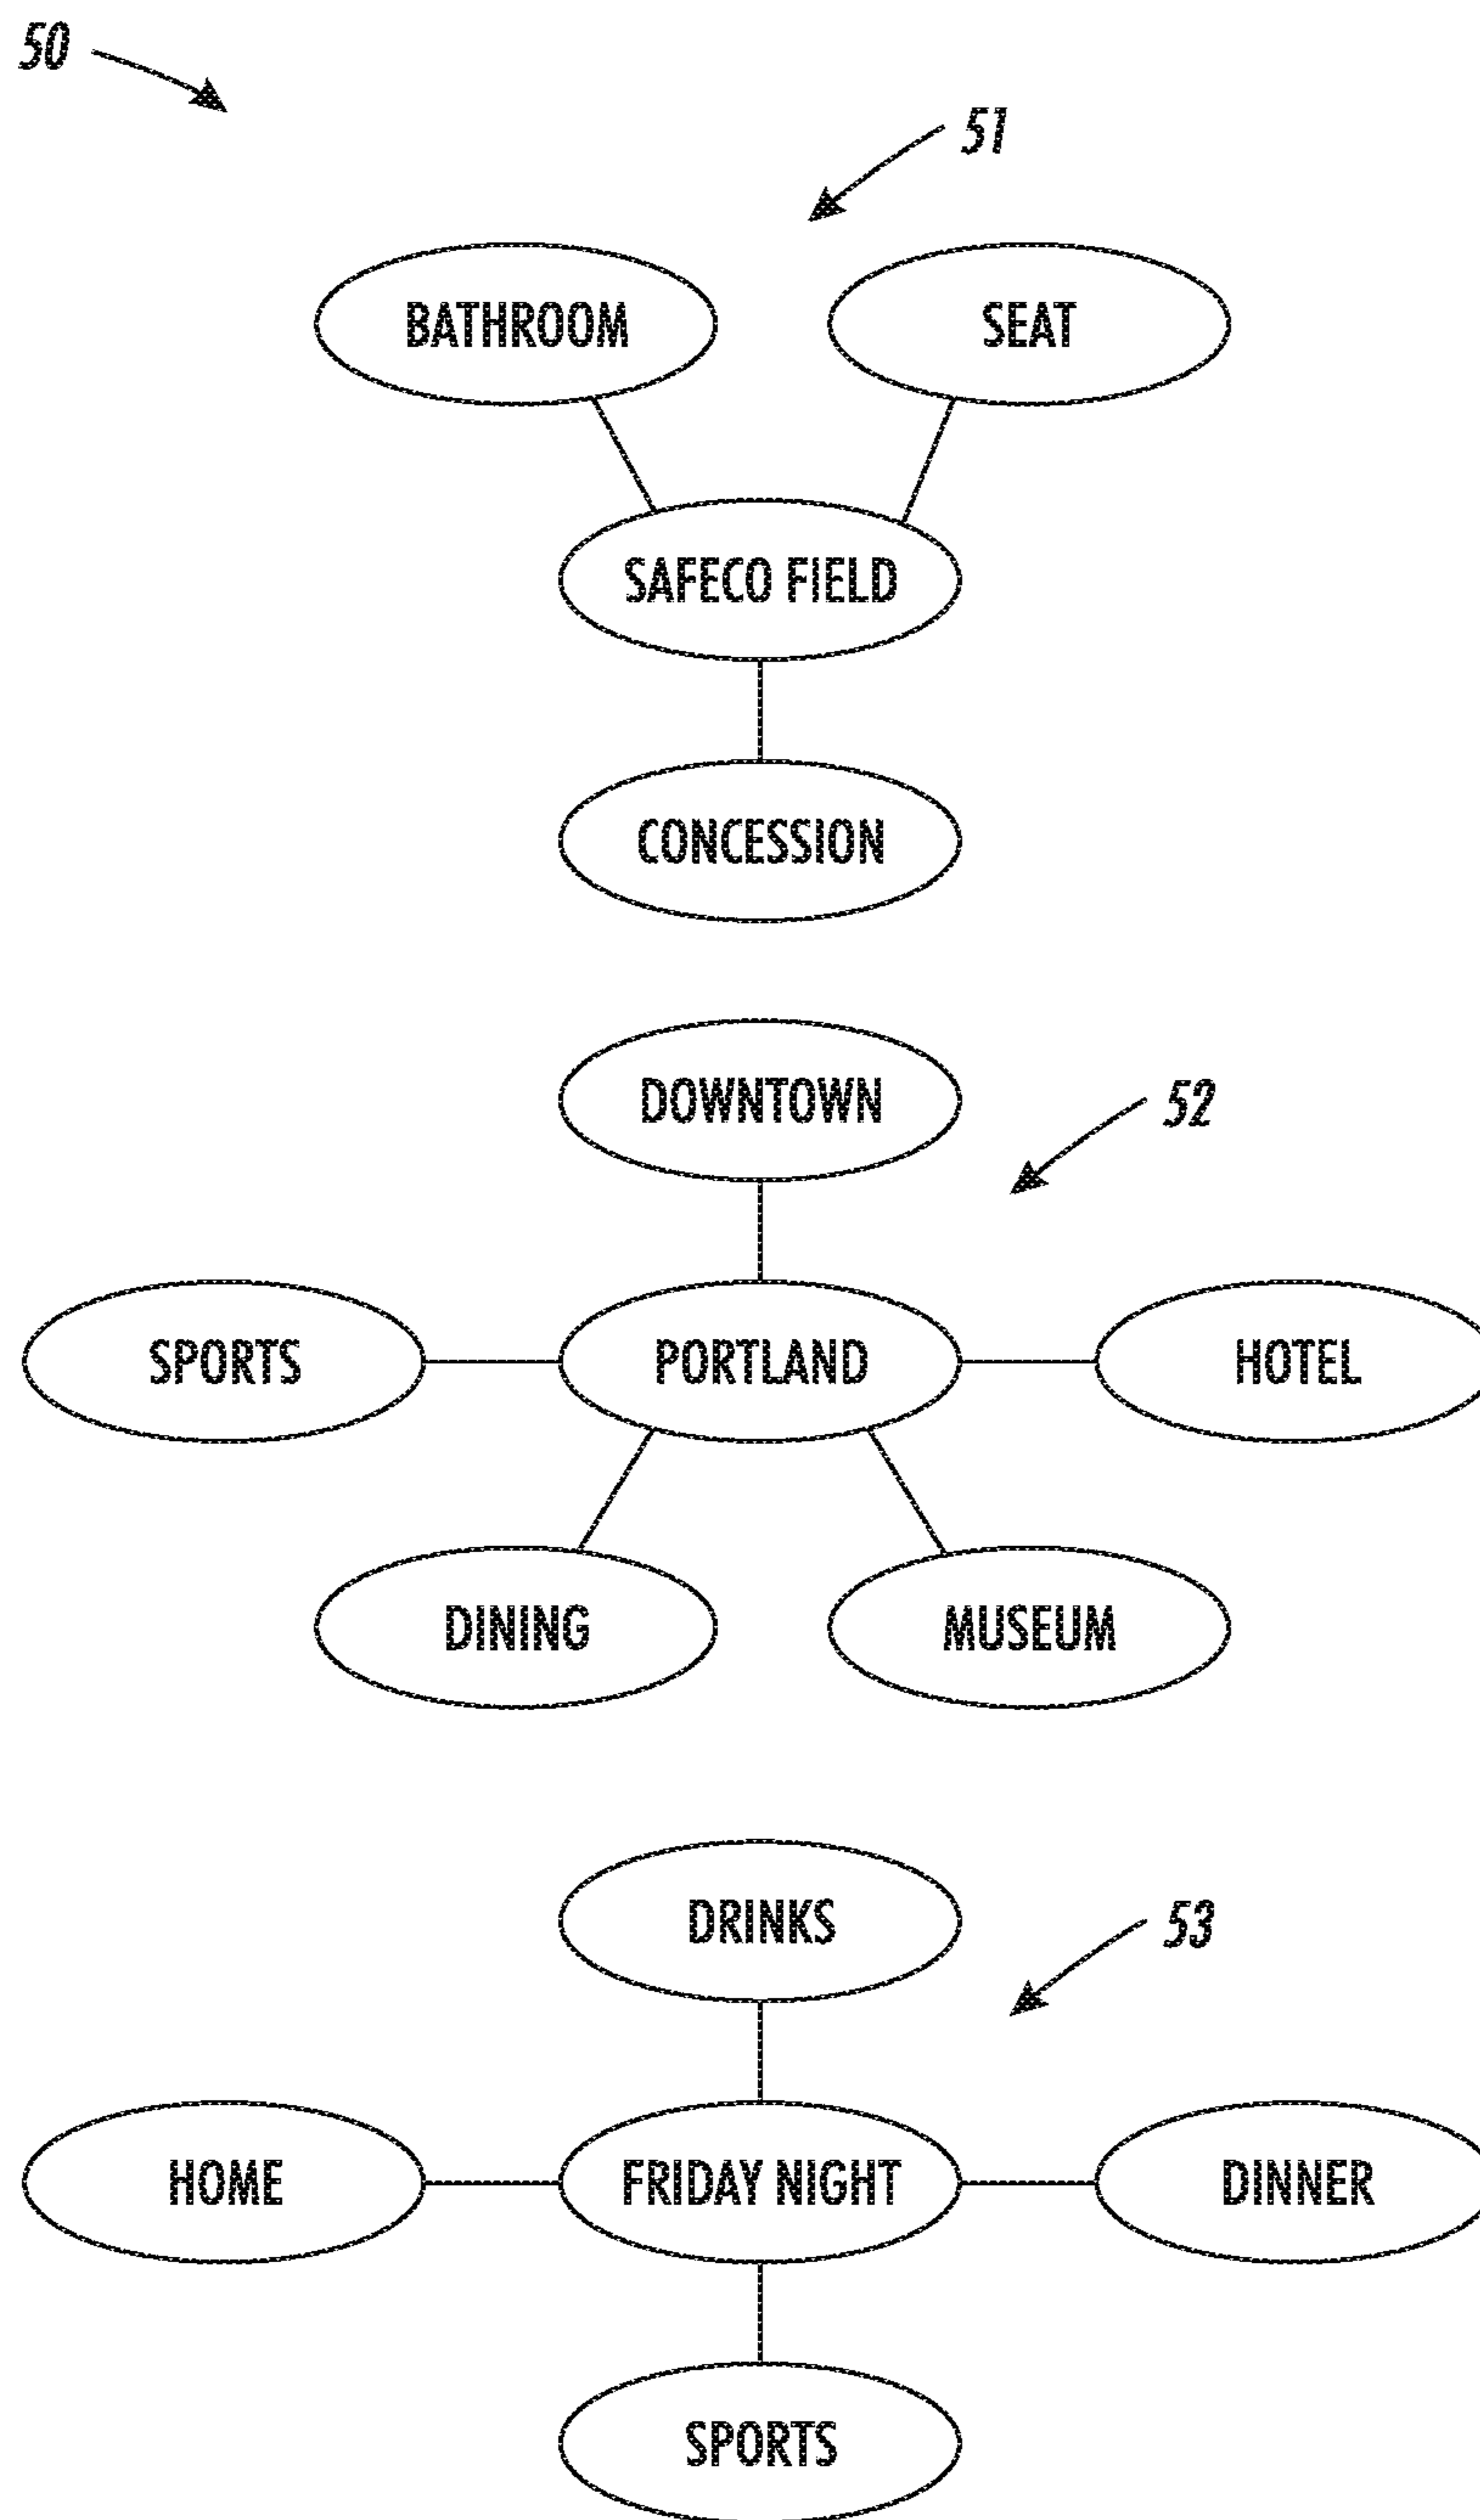 50
51
BATHROOM
SEAT
SAFECO FIELD
CONCESSION
DOWNTOWN
52
SPORTS
PORTLAND
HOTEL
DINING
MUSEUM
DRINKS
53
HOME
FRIDAY NIGHT
DINNER
SPORTS